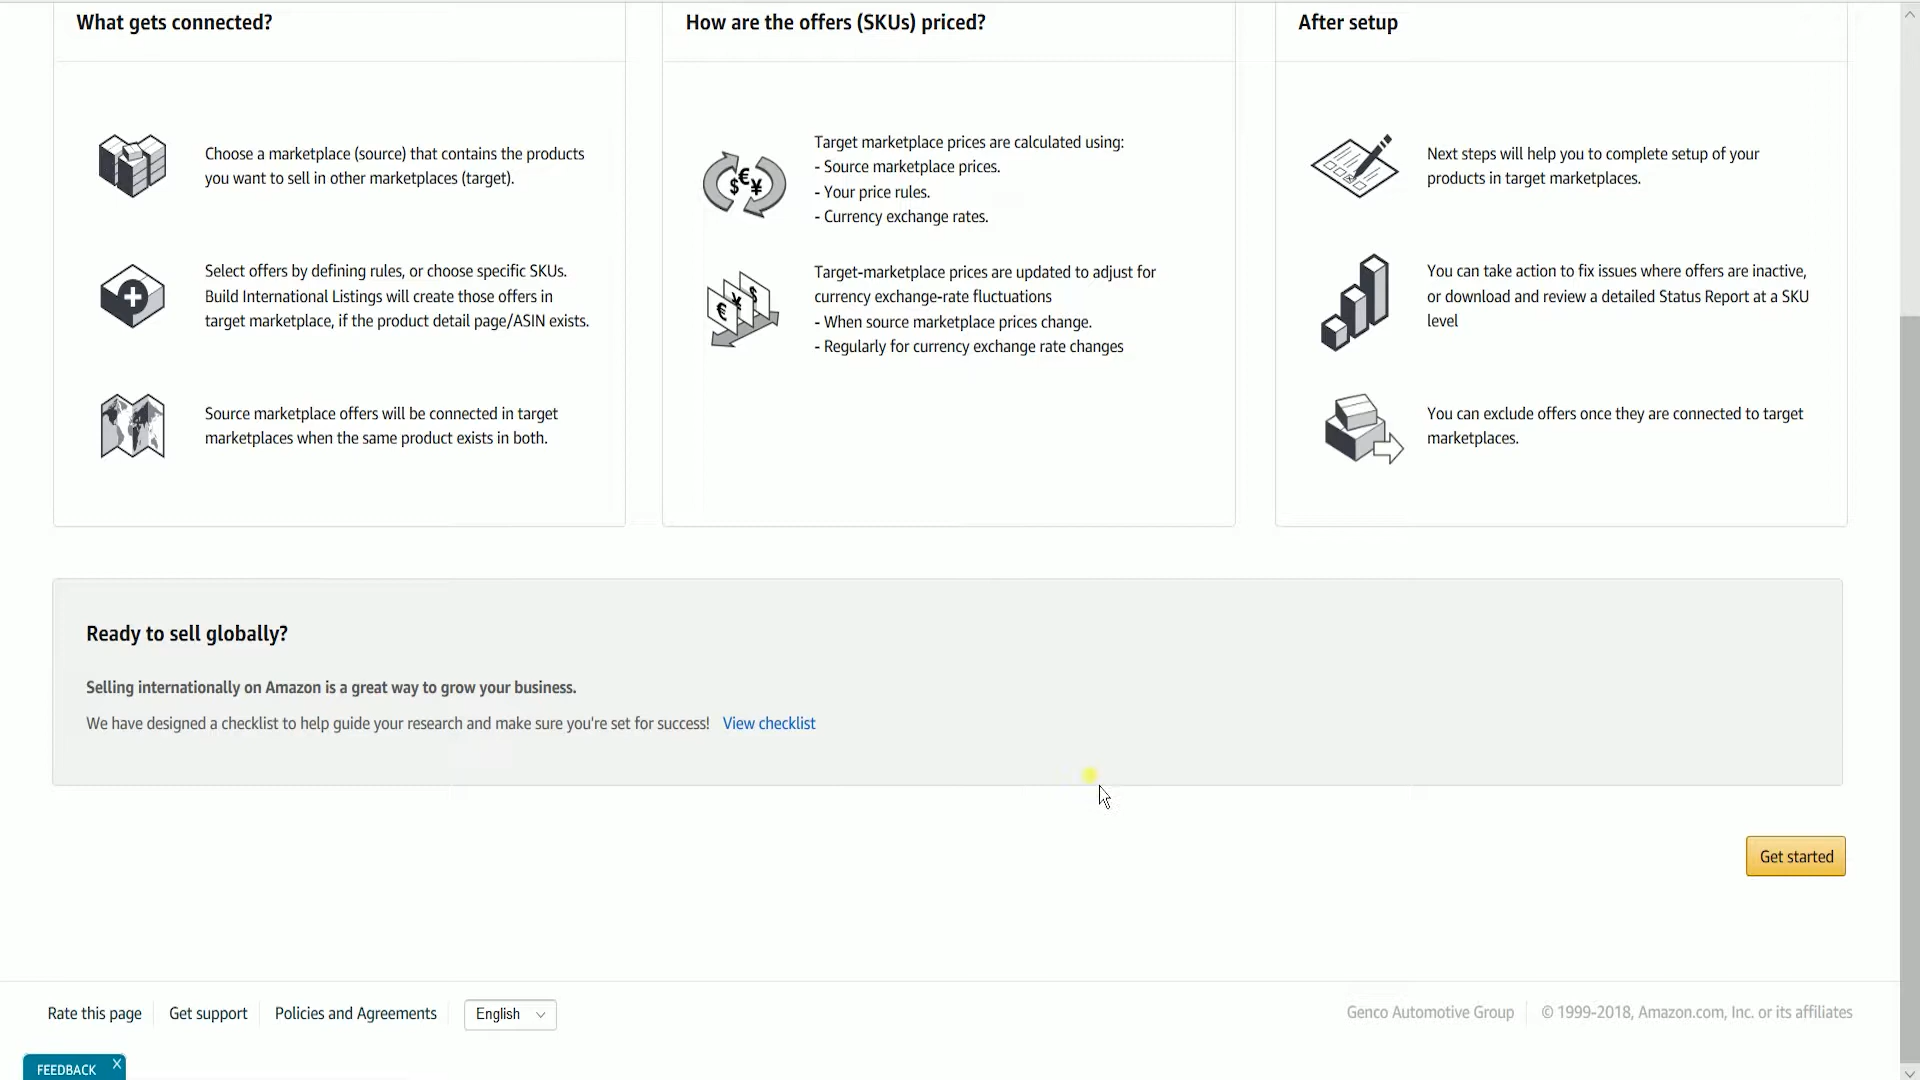 What gets connected?
Choose a marketplace (source) that contains the products
you want to sell in other marketplaces (target).
Select offers by defining rules, or choose specific SKUs.
Build International Listings will create those offers in
target marketplace, if the product detail page/ASIN exists.
Source marketplace offers will be connected in target
marketplaces when the same product exists in both.
How are the offers (SKUs) priced?
$€¥
Target marketplace prices are calculated using:
- Source marketplace prices.
- Your price rules.
- Currency exchange rates.
€ ¥ $
Target-marketplace prices are updated to adjust for
currency exchange-rate fluctuations
- When source marketplace prices change.
- Regularly for currency exchange rate changes
After setup
Next steps will help you to complete setup of your
products in target marketplaces.
You can take action to fix issues where offers are inactive,
or download and review a detailed Status Report at a SKU
level
You can exclude offers once they are connected to target
marketplaces.
Ready to sell globally?
Selling internationally on Amazon is a great way to grow your business.
We have designed a checklist to help guide your research and make sure you're set for success! View checklist
Get started
Rate this page Get support Policies and Agreements English
Genco Automotive Group © 1999-2018, Amazon.com, Inc. or its affiliates
FEEDBACK X